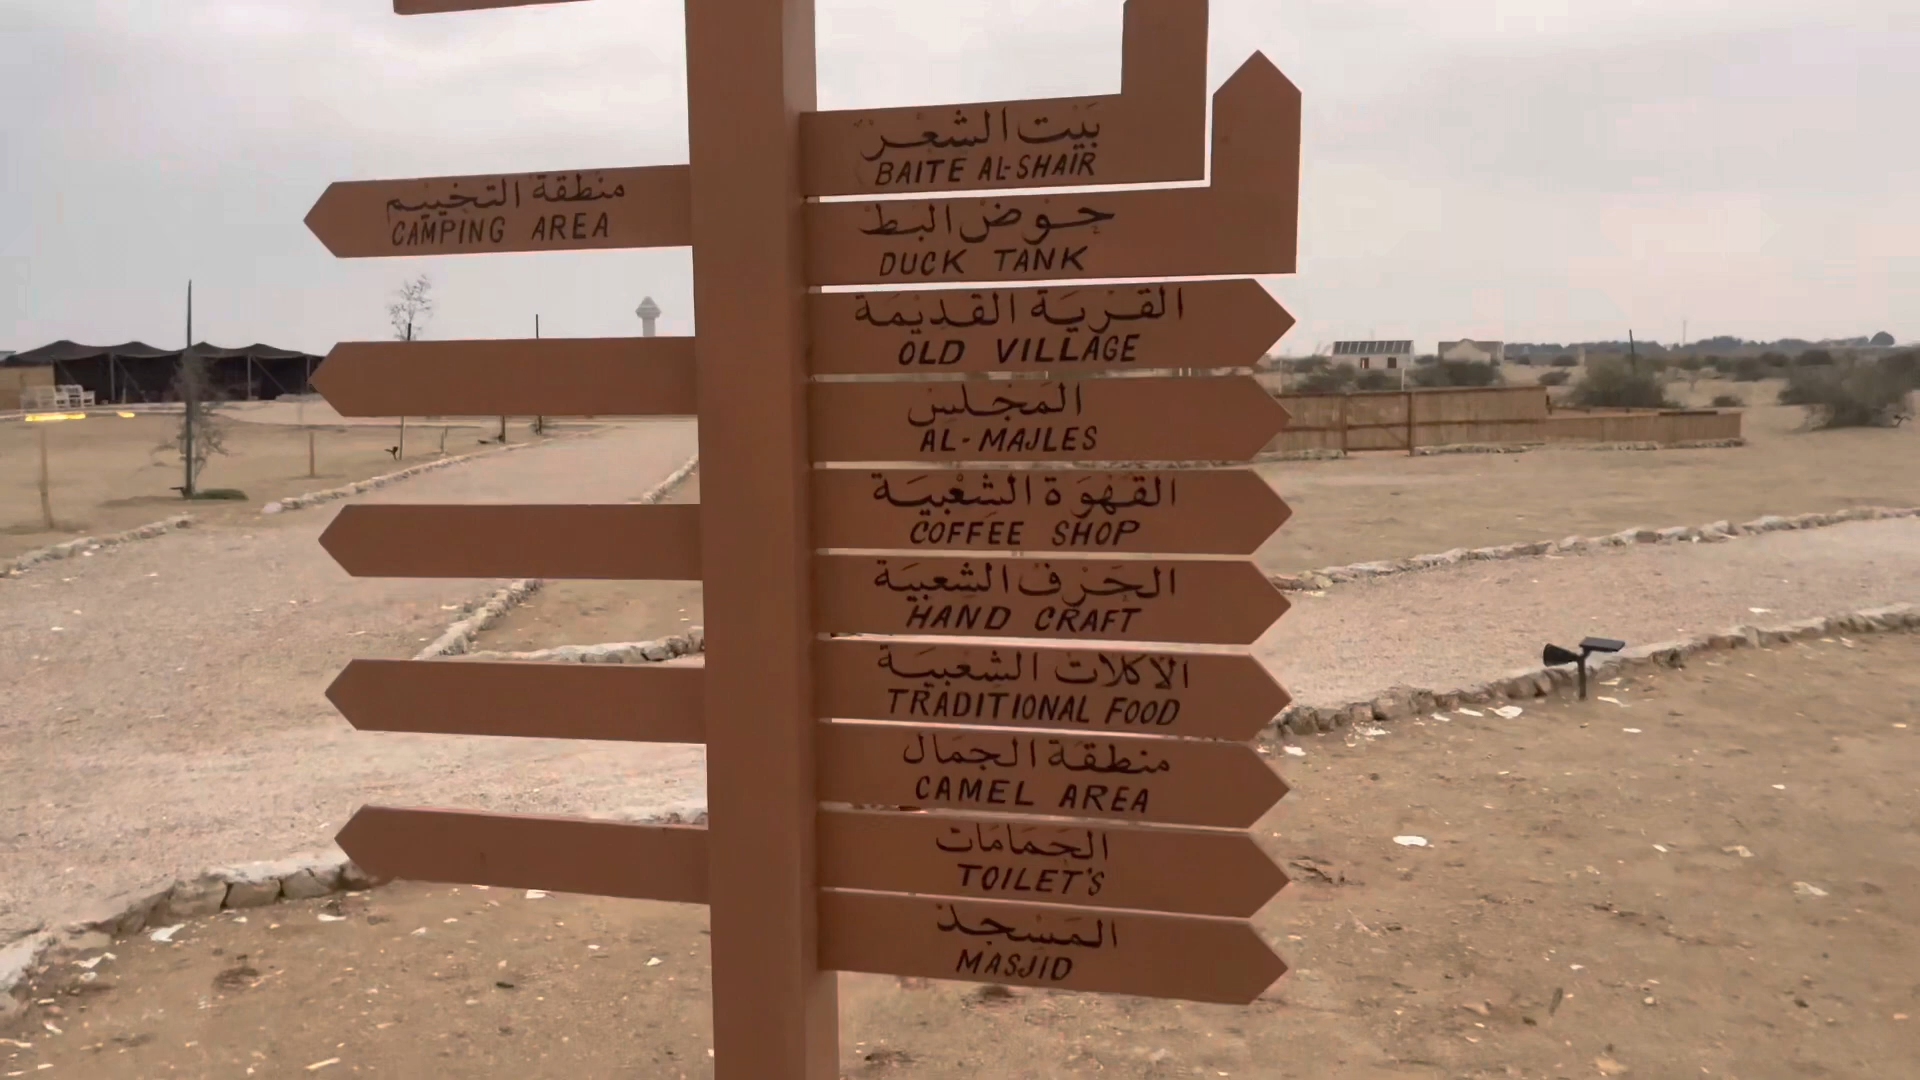 بيت الشعر
BAITE AL-SHAIR
منطقة التخييم
CAMPING AREA
حوض البط
DUCK TANK
القرية القديمة
OLD VILLAGE
المجلس
AL-MAJLES
القهوة الشعبية
COFFEE SHOP
الحرف الشعبية
HAND CRAFT
الأكلات الشعبية
TRADITIONAL FOOD
منطقة الجمال
CAMEL AREA
الحمامات
TOILET'S
المسجد
MASJID